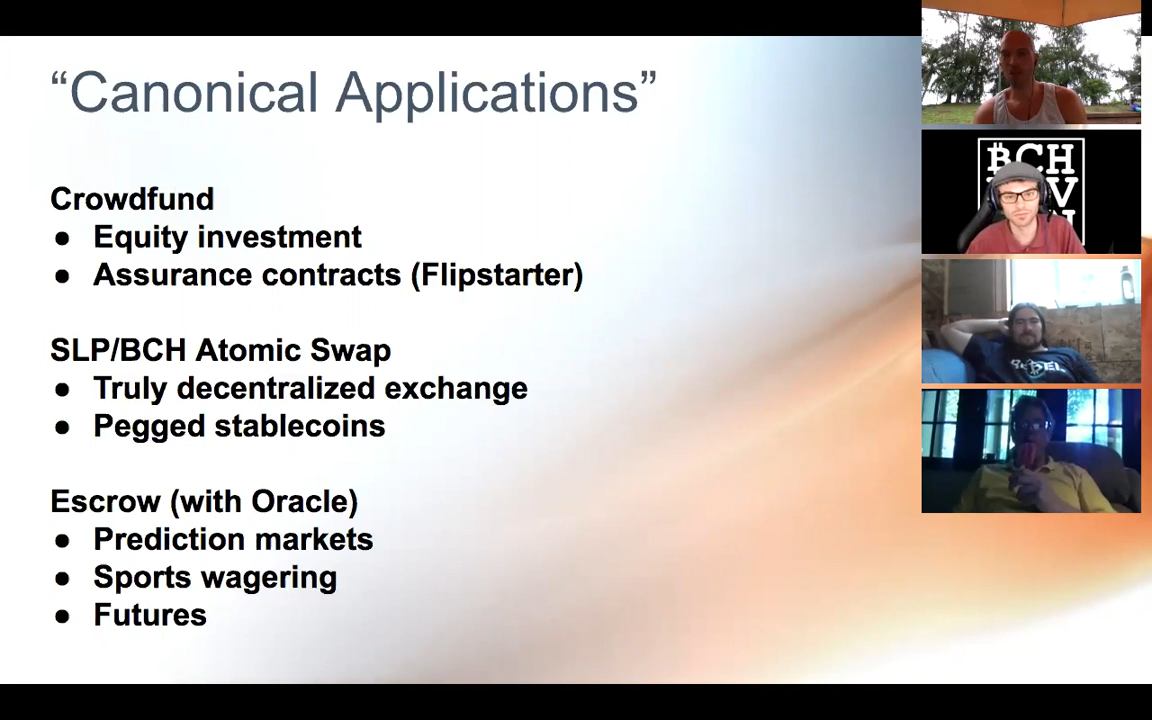 “Canonical Applications”
Crowdfund
● Equity investment
● Assurance contracts (Flipstarter)
SLP/BCH Atomic Swap
● Truly decentralized exchange
● Pegged stablecoins
Escrow (with Oracle)
● Prediction markets
● Sports wagering
● Futures
₿CH